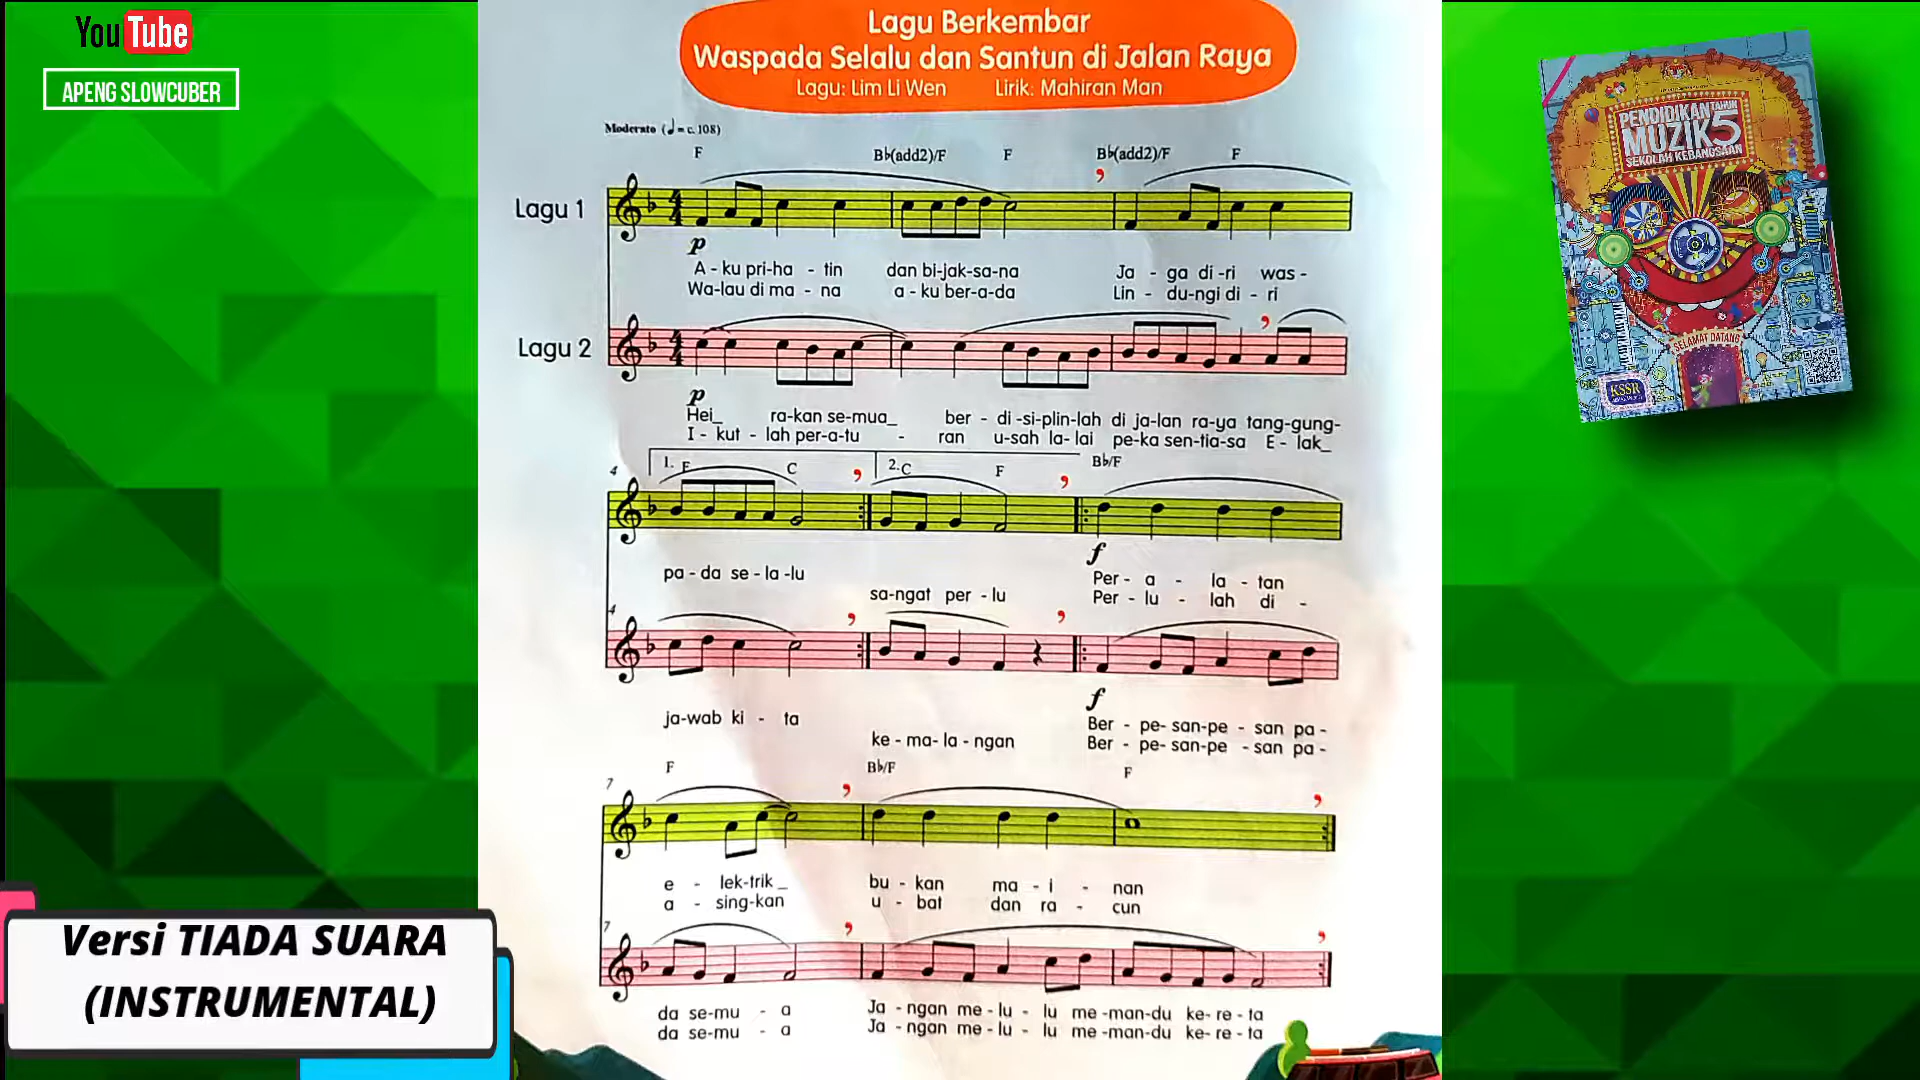 YouTube
APENG SLOWCUBER
Lagu Berkembar
Waspada Selalu dan Santun di Jalan Raya
Lagu: Lim Li Wen Lirik: Mahiran Man
Moderato (♩= c. 108)
F B♭(add2)/F F B♭(add2)/F F
Lagu 1
p
A - ku pri-ha - tin dan bi-jak-sa-na Ja - ga di -ri was -
Wa-lau di ma - na a - ku ber-a-da Lin - du-ngi di - ri
Lagu 2
p
Hei_ ra-kan se-mua_ ber - di -si-plin-lah di ja-lan ra-ya tang-gung-
I - kut - lah per-a-tu - ran u-sah la- lai pe-ka sen-tia-sa E - lak_
4 1. F C 2. C F B♭/F
f
pa - da se - la -lu Per - a - la - tan
sa-ngat per - lu Per - lu - lah di -
4
f
ja-wab ki - ta Ber - pe- san-pe - san pa -
ke - ma- la - ngan Ber - pe- san-pe - san pa -
7 F B♭/F F
e - lek-trik_ bu - kan ma - i - nan
a - sing-kan u - bat dan ra - cun
7
da se-mu - a Ja - ngan me - lu - lu me -man-du ke- re - ta
da se-mu - a Ja - ngan me - lu - lu me -man-du ke- re - ta
PENDIDIKAN
MUZIK
TAHUN
5
SEKOLAH KEBANGSAAN
SELAMAT DATANG
KSSR
Versi TIADA SUARA
(INSTRUMENTAL)